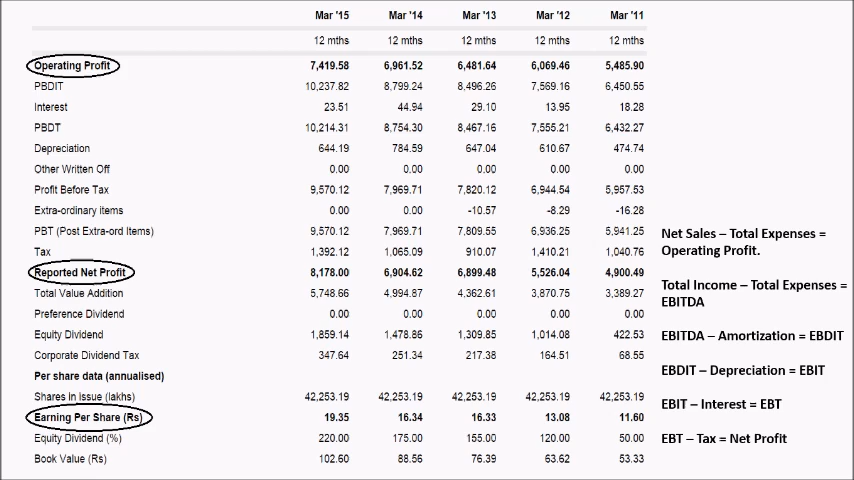 Mar '15 Mar '14 Mar '13 Mar '12 Mar '11
12 mths 12 mths 12 mths 12 mths 12 mths
Operating Profit 7,419.58 6,961.52 6,481.64 6,069.46 5,485.90
PBDIT 10,237.82 8,799.24 8,496.26 7,569.16 6,450.55
Interest 23.51 44.94 29.10 13.95 18.28
PBDT 10,214.31 8,754.30 8,467.16 7,555.21 6,432.27
Depreciation 644.19 784.59 647.04 610.67 474.74
Other Written Off 0.00 0.00 0.00 0.00 0.00
Profit Before Tax 9,570.12 7,969.71 7,820.12 6,944.54 5,957.53
Extra-ordinary items 0.00 0.00 -10.57 -8.29 -16.28
PBT (Post Extra-ord Items) 9,570.12 7,969.71 7,809.55 6,936.25 5,941.25
Tax 1,392.12 1,065.09 910.07 1,410.21 1,040.76
Reported Net Profit 8,178.00 6,904.62 6,899.48 5,526.04 4,900.49
Total Value Addition 5,748.66 4,994.87 4,362.61 3,870.75 3,389.27
Preference Dividend 0.00 0.00 0.00 0.00 0.00
Equity Dividend 1,859.14 1,478.86 1,309.85 1,014.08 422.53
Corporate Dividend Tax 347.64 251.34 217.38 164.51 68.55
Per share data (annualised)
Shares in issue (lakhs) 42,253.19 42,253.19 42,253.19 42,253.19 42,253.19
Earning Per Share (Rs) 19.35 16.34 16.33 13.08 11.60
Equity Dividend (%) 220.00 175.00 155.00 120.00 50.00
Book Value (Rs) 102.60 88.56 76.39 63.62 53.33
Net Sales – Total Expenses =
Operating Profit.
Total Income – Total Expenses =
EBITDA
EBITDA – Amortization = EBDIT
EBDIT – Depreciation = EBIT
EBIT – Interest = EBT
EBT – Tax = Net Profit